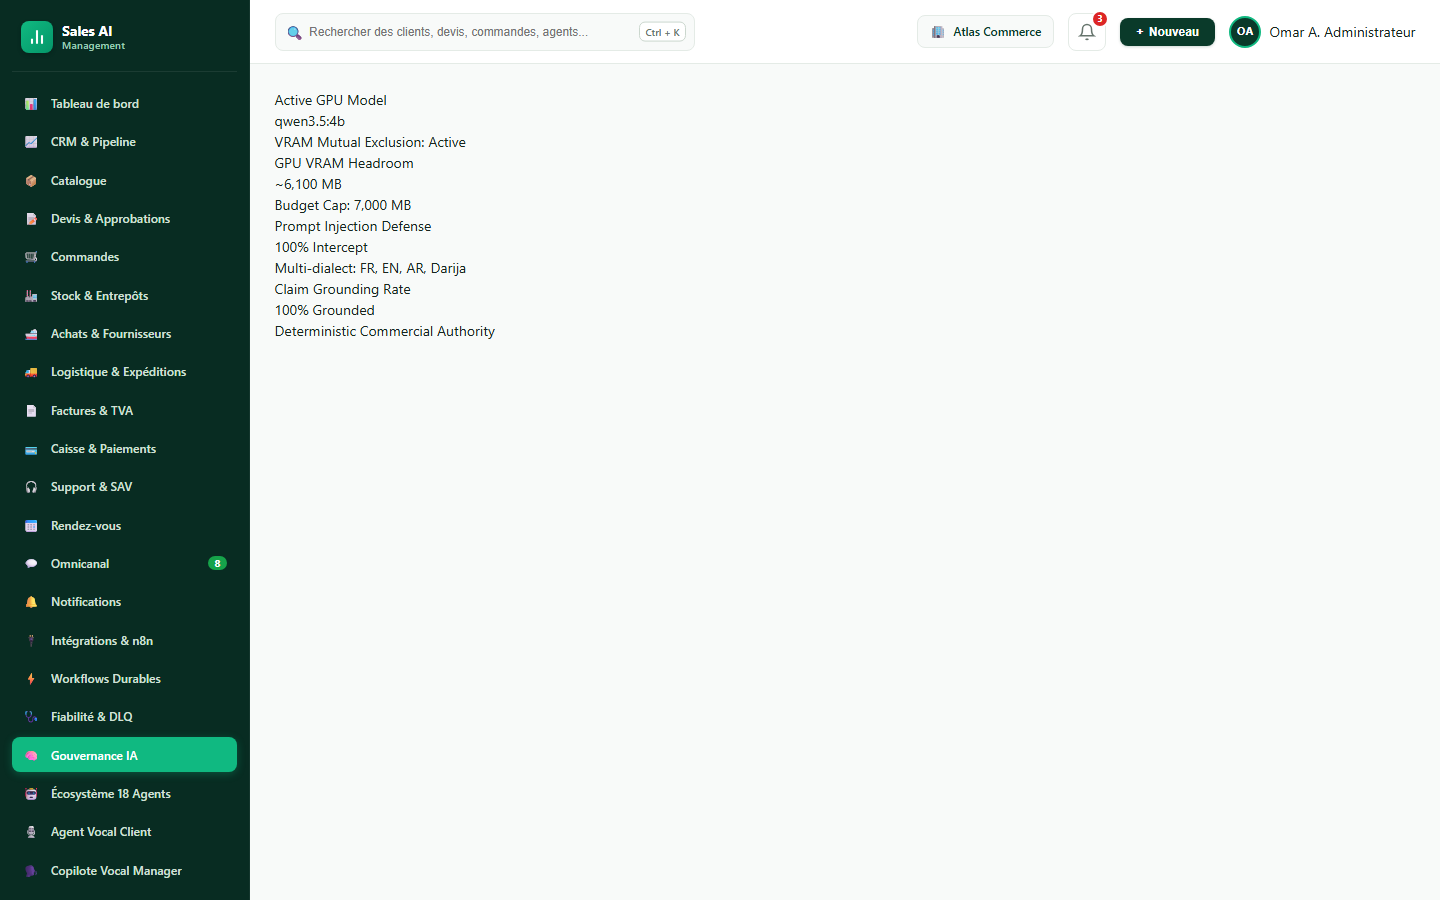 Sales AI
Management
Tableau de bord
CRM & Pipeline
Catalogue
Devis & Approbations
Commandes
Stock & Entrepôts
Achats & Fournisseurs
Logistique & Expéditions
Factures & TVA
Caisse & Paiements
Support & SAV
Rendez-vous
Omnicanal 8
Notifications
Intégrations & n8n
Workflows Durables
Fiabilité & DLQ
Gouvernance IA
Écosystème 18 Agents
Agent Vocal Client
Copilote Vocal Manager
Rechercher des clients, devis, commandes, agents... Ctrl + K
Atlas Commerce
3
+ Nouveau
OA Omar A. Administrateur
Active GPU Model
qwen3.5:4b
VRAM Mutual Exclusion: Active
GPU VRAM Headroom
~6,100 MB
Budget Cap: 7,000 MB
Prompt Injection Defense
100% Intercept
Multi-dialect: FR, EN, AR, Darija
Claim Grounding Rate
100% Grounded
Deterministic Commercial Authority